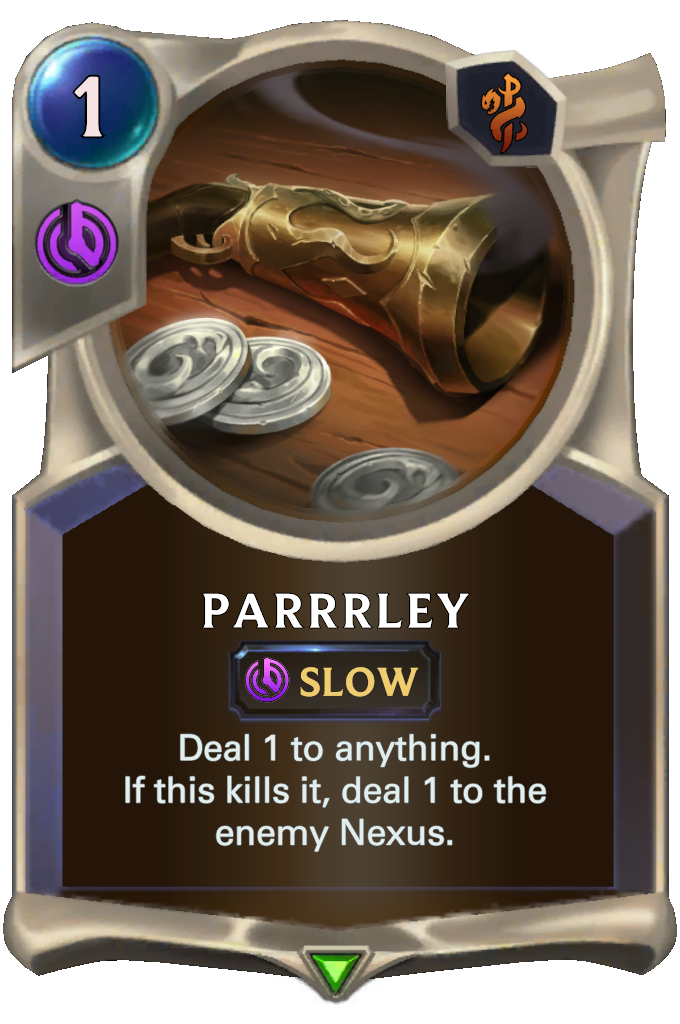 1
PARRRLEY
SLOW
Deal 1 to anything.
If this kills it, deal 1 to the
enemy Nexus.